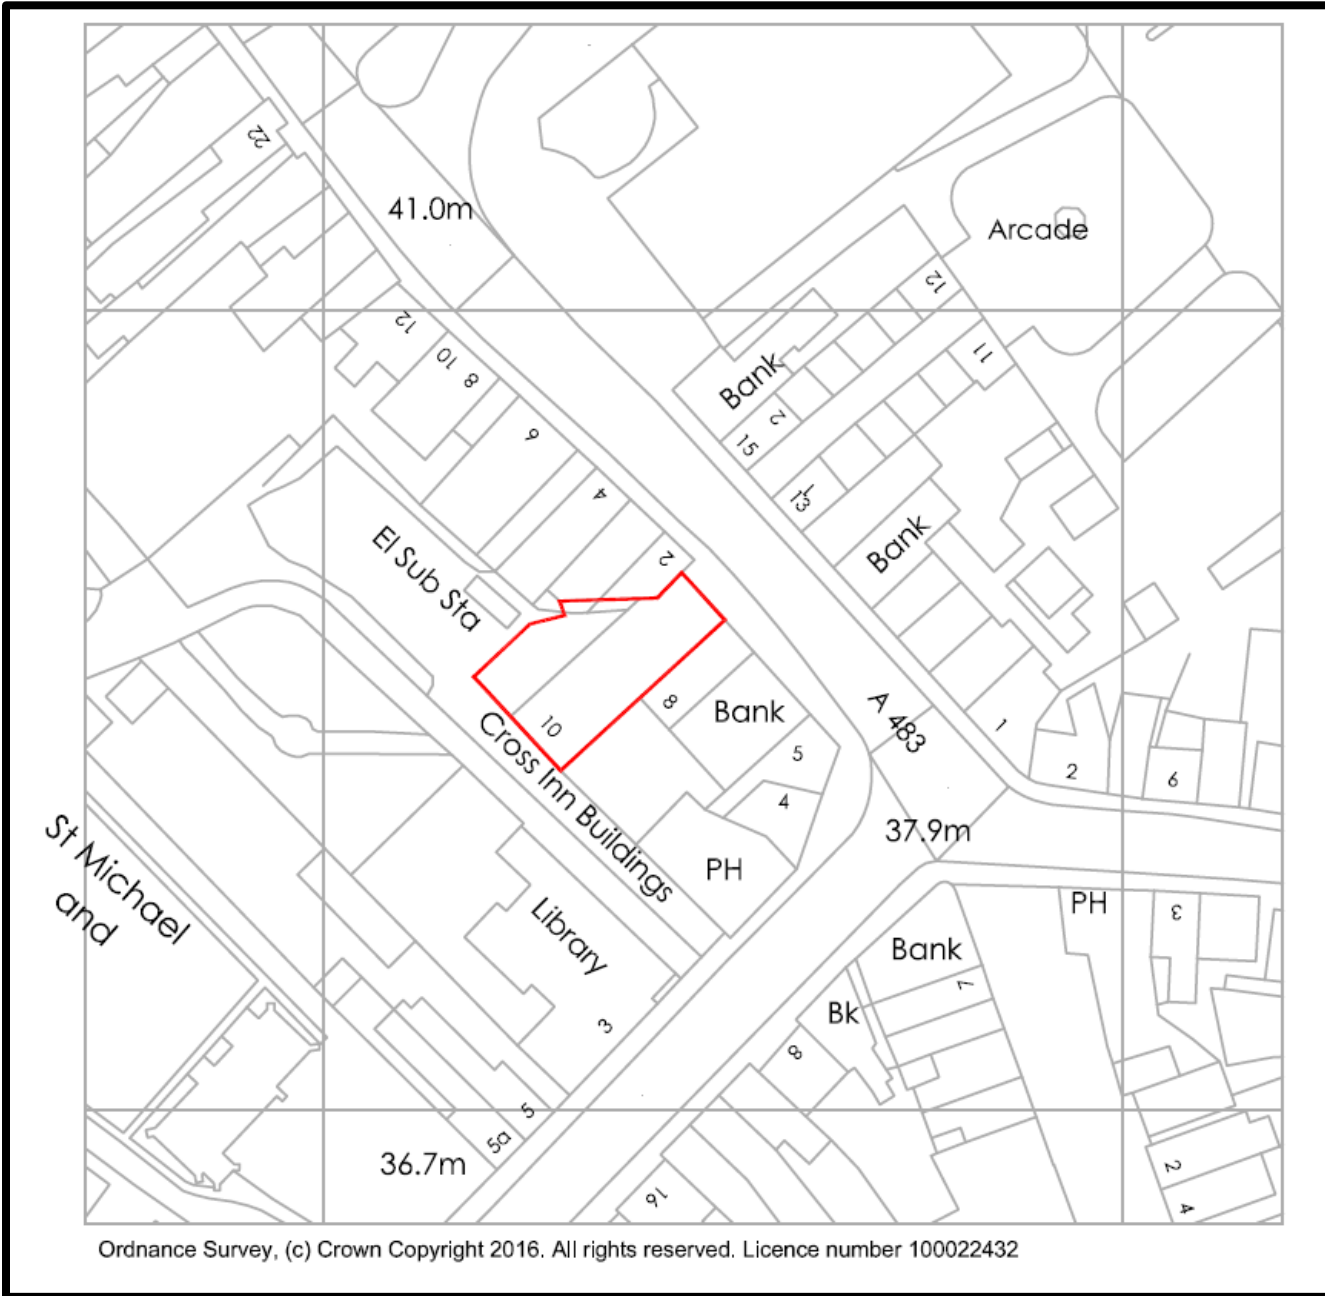 22
41.0m
Arcade
12
12
10
8
Bank
11
2
15
6
13
1
4
Bank
El Sub Sta
2
8
Bank
A 483
1
10
5
2
6
4
Cross Inn Buildings
37.9m
PH
St Michael
and
PH
3
Library
Bank
7
Bk
3
8
5
5a
36.7m
2
16
4
Ordnance Survey, (c) Crown Copyright 2016. All rights reserved. Licence number 100022432